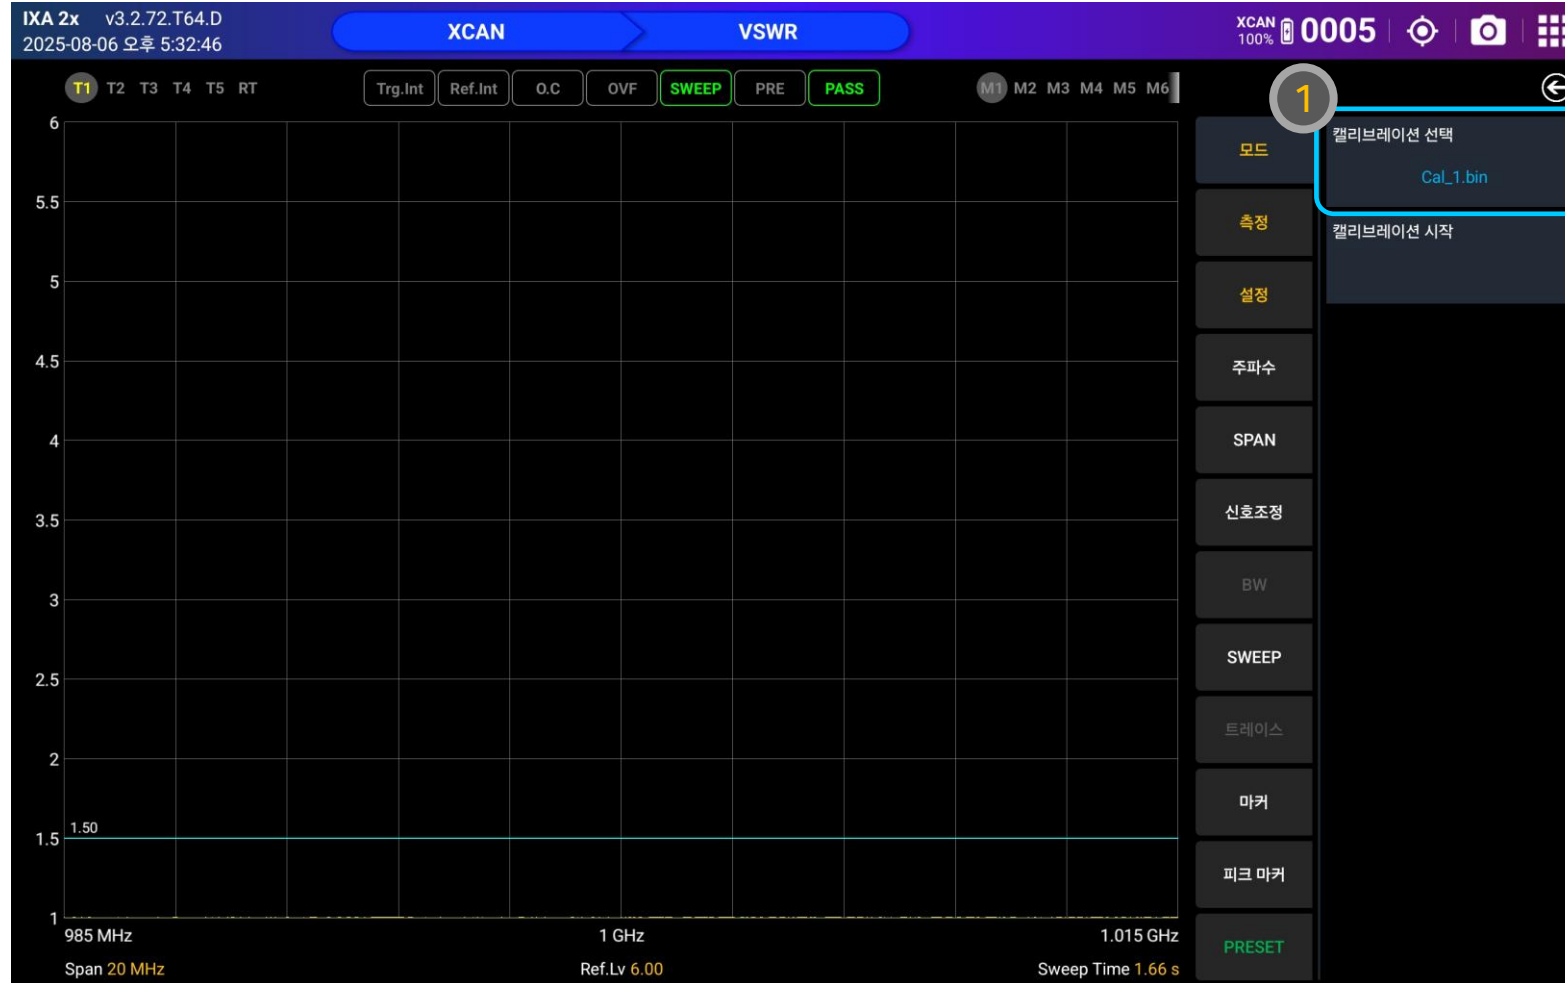 IXA 2x v3.2.72.T64.D
2025-08-06 오후 5:32:46
XCAN
VSWR
XCAN
100%
0005
T1 T2 T3 T4 T5 RT
Trg.Int Ref.Int O.C OVF SWEEP PRE PASS
M1 M2 M3 M4 M5 M6
1
6
5.5
5
4.5
4
3.5
3
2.5
2
1.50
1.5
1
985 MHz
1 GHz
1.015 GHz
Span 20 MHz
Ref.Lv 6.00
Sweep Time 1.66 s
모드
측정
설정
주파수
SPAN
신호조정
BW
SWEEP
트레이스
마커
피크 마커
PRESET
캘리브레이션 선택
Cal_1.bin
캘리브레이션 시작